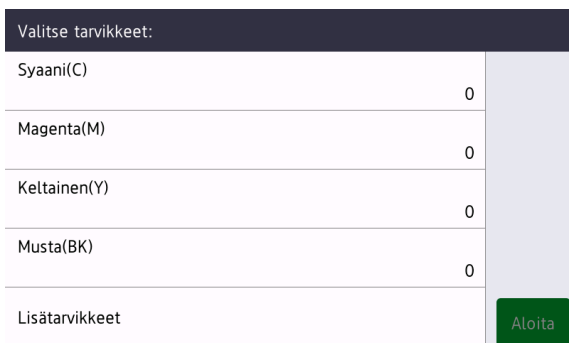 Valitse tarvikkeet:
Syaani(C)
0
Magenta(M)
0
Keltainen(Y)
0
Musta(BK)
0
Lisätarvikkeet
Aloita